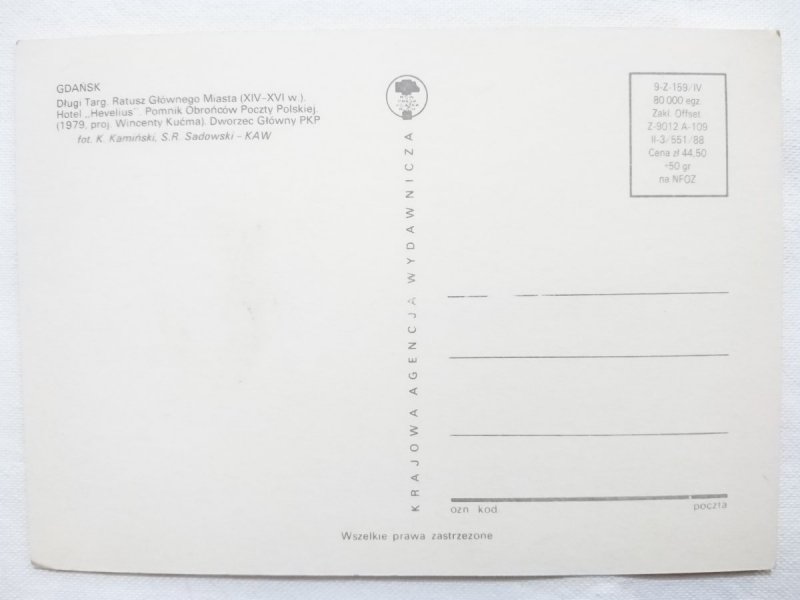 GDAŃSK
Długi Targ. Ratusz Głównego Miasta (XIV–XVI w.).
Hotel „Hevelius”. Pomnik Obrońców Poczty Polskiej.
(1979, proj. Wincenty Kućma). Dworzec Główny PKP
fot. K. Kamiński, S.R. Sadowski – KAW
KRAJOWA AGENCJA WYDAWNICZA
9-Z-159/IV
80 000 egz.
Zakł. Offset
Z-9012 A-109
II-3/551/88
Cena zł 44,50
+50 gr
na NFOZ
ozn kod
poczta
Wszelkie prawa zastrzeżone